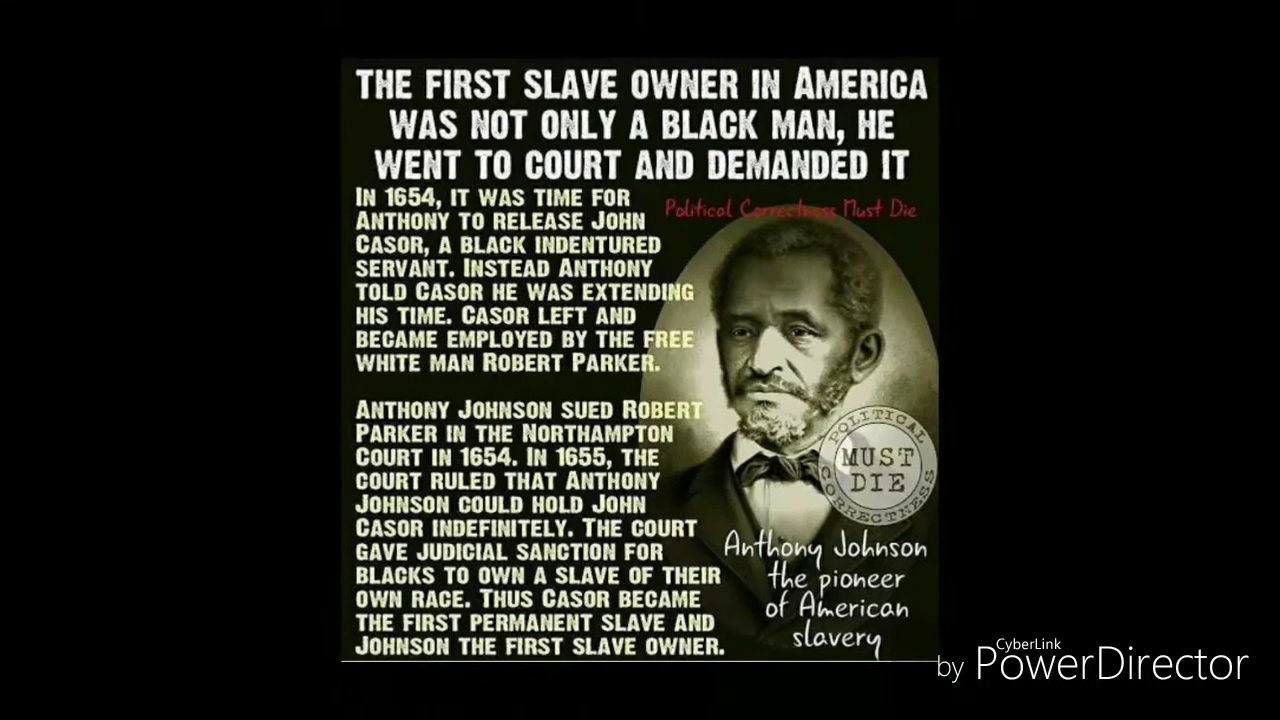 THE FIRST SLAVE OWNER IN AMERICA
WAS NOT ONLY A BLACK MAN, HE
WENT TO COURT AND DEMANDED IT
IN 1654, IT WAS TIME FOR
ANTHONY TO RELEASE JOHN
CASOR, A BLACK INDENTURED
SERVANT. INSTEAD ANTHONY
TOLD CASOR HE WAS EXTENDING
HIS TIME. CASOR LEFT AND
BECAME EMPLOYED BY THE FREE
WHITE MAN ROBERT PARKER.
ANTHONY JOHNSON SUED ROBERT
PARKER IN THE NORTHAMPTON
COURT IN 1654. IN 1655, THE
COURT RULED THAT ANTHONY
JOHNSON COULD HOLD JOHN
CASOR INDEFINITELY. THE COURT
GAVE JUDICIAL SANCTION FOR
BLACKS TO OWN A SLAVE OF THEIR
OWN RACE. THUS CASOR BECAME
THE FIRST PERMANENT SLAVE AND
JOHNSON THE FIRST SLAVE OWNER.
Political Correctness Must Die
POLITICAL
MUST
DIE
CORRECTNESS
Anthony Johnson
the pioneer
of American
slavery
CyberLink
by PowerDirector